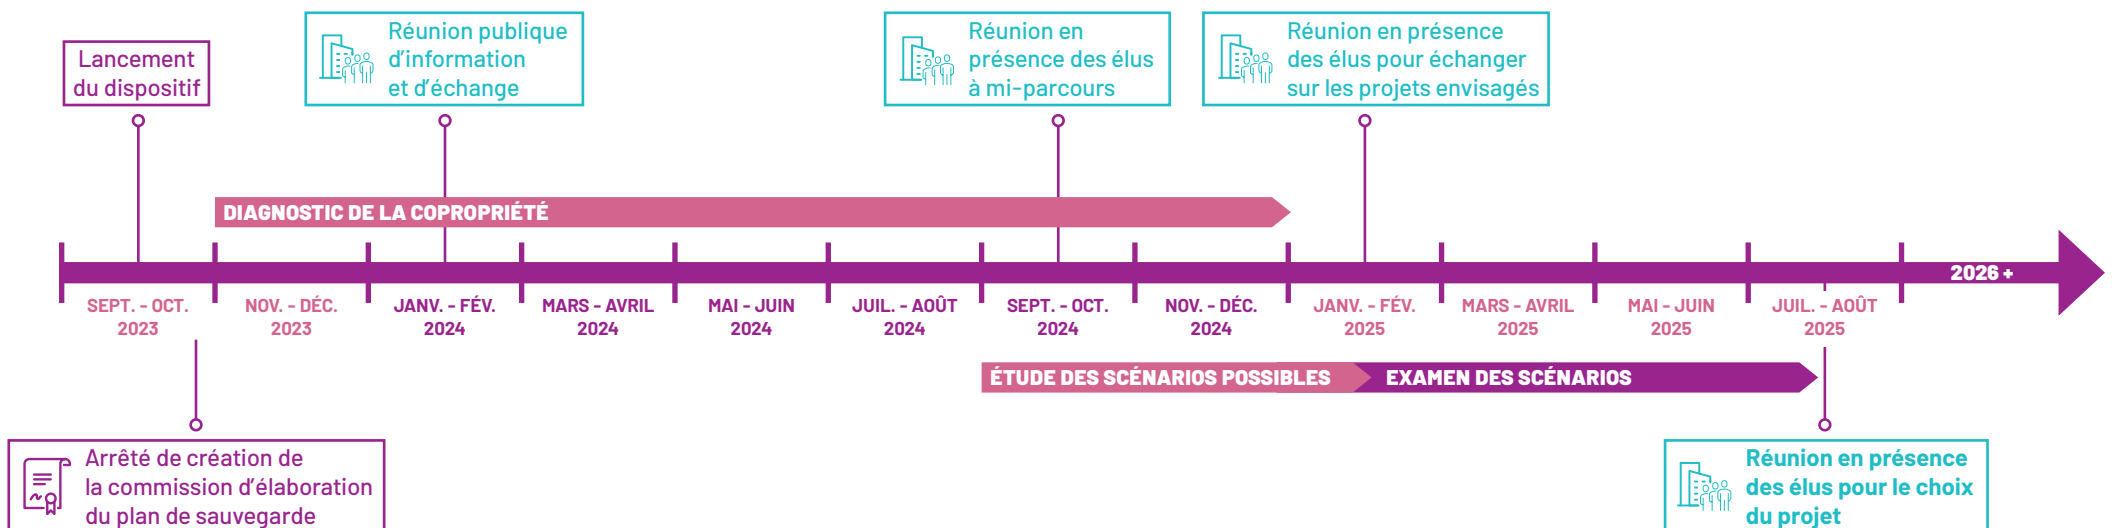 Lancement
du dispositif
Réunion publique
d'information
et d'échange
Réunion en
présence des élus
à mi-parcours
Réunion en présence
des élus pour échanger
sur les projets envisagés
DIAGNOSTIC DE LA COPROPRIÉTÉ
2026 +
SEPT. - OCT.
2023
NOV. - DÉC.
2023
JANV. - FÉV.
2024
MARS - AVRIL
2024
MAI - JUIN
2024
JUIL. - AOÛT
2024
SEPT. - OCT.
2024
NOV. - DÉC.
2024
JANV. - FÉV.
2025
MARS - AVRIL
2025
MAI - JUIN
2025
JUIL. - AOÛT
2025
ÉTUDE DES SCÉNARIOS POSSIBLES
EXAMEN DES SCÉNARIOS
Arrêté de création de
la commission d'élaboration
du plan de sauvegarde
Réunion en présence
des élus pour le choix
du projet